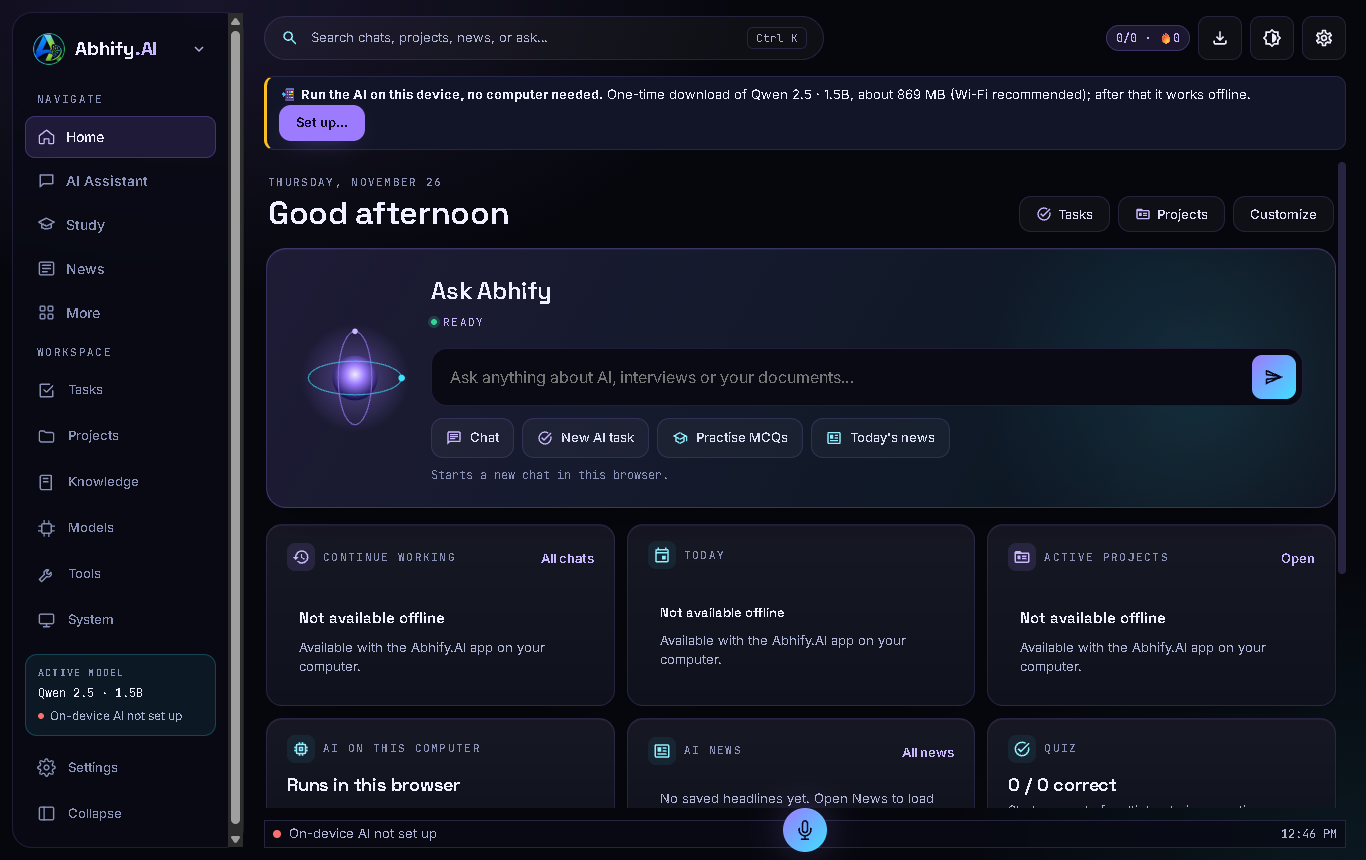 Abhify.AI
NAVIGATE
Home
AI Assistant
Study
News
More
WORKSPACE
Tasks
Projects
Knowledge
Models
Tools
System
ACTIVE MODEL
Qwen 2.5 · 1.5B
On-device AI not set up
Settings
Collapse
Search chats, projects, news, or ask...
Ctrl K
0/0 · 🔥0
Run the AI on this device, no computer needed. One-time download of Qwen 2.5 · 1.5B, about 869 MB (Wi-Fi recommended); after that it works offline.
Set up...
THURSDAY, NOVEMBER 26
Good afternoon
Tasks
Projects
Customize
Ask Abhify
READY
Ask anything about AI, interviews or your documents...
Chat
New AI task
Practise MCQs
Today's news
Starts a new chat in this browser.
CONTINUE WORKING
All chats
Not available offline
Available with the Abhify.AI app on your
computer.
TODAY
Not available offline
Available with the Abhify.AI app on your
computer.
ACTIVE PROJECTS
Open
Not available offline
Available with the Abhify.AI app on your
computer.
AI ON THIS COMPUTER
Runs in this browser
AI NEWS
All news
No saved headlines yet. Open News to load
QUIZ
0 / 0 correct
On-device AI not set up
12:46 PM